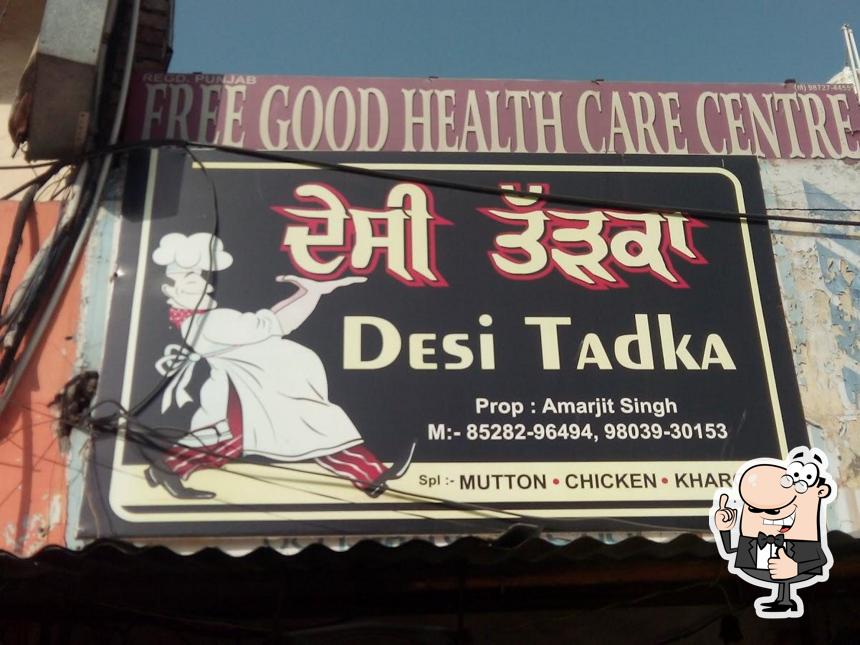 REGD. PUNJAB
FREE GOOD HEALTH CARE CENTRE
ਦੇਸੀ ਤੱੜਕਾ
Desi Tadka
Prop : Amarjit Singh
M:- 85282-96494, 98039-30153
Spl :- MUTTON • CHICKEN •